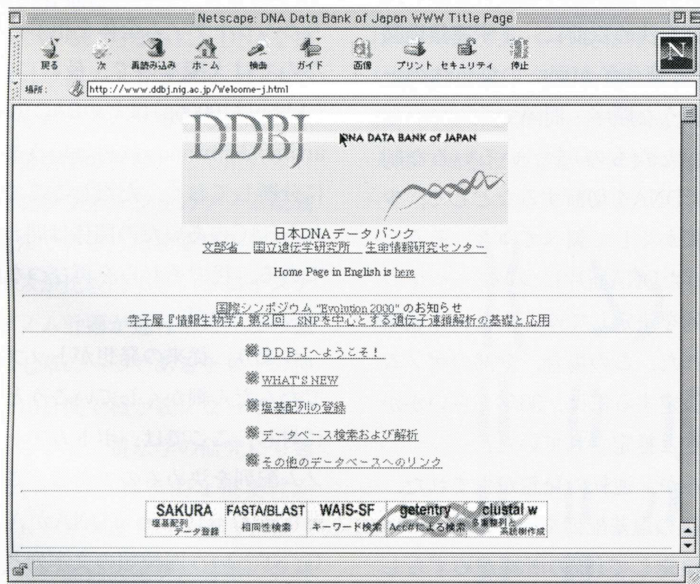 Netscape: DNA Data Bank of Japan WWW Title Page
戻る 次 再読み込み ホーム 検索 ガイド 画像 プリント セキュリティ 停止
N
場所: http://www.ddbj.nig.ac.jp/Welcome-j.html
DDBJ
DNA DATA BANK of JAPAN
日本DNAデータバンク
文部省 国立遺伝学研究所 生命情報研究センター
Home Page in English is here
国際シンポジウム "Evolution 2000" のお知らせ
寺子屋『情報生物学』第2回 SNPを中心とする遺伝子連鎖解析の基礎と応用
DDBJへようこそ!
WHAT'S NEW
塩基配列の登録
データベース検索および解析
その他のデータベースへのリンク
SAKURA FASTA/BLAST WAIS-SF getentry clustal w
塩基配列 データ登録 相同性検索 キーワード検索 Acc#による検索 多重整列と 系統樹作成